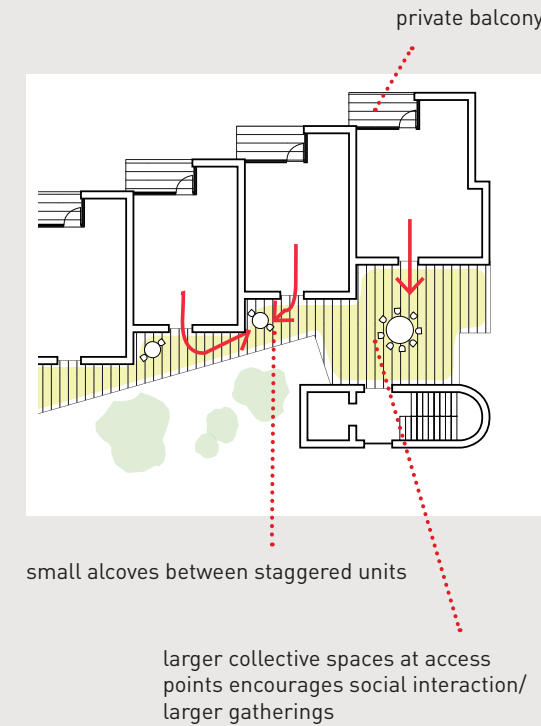 private balcony
small alcoves between staggered units
larger collective spaces at access
points encourages social interaction/
larger gatherings